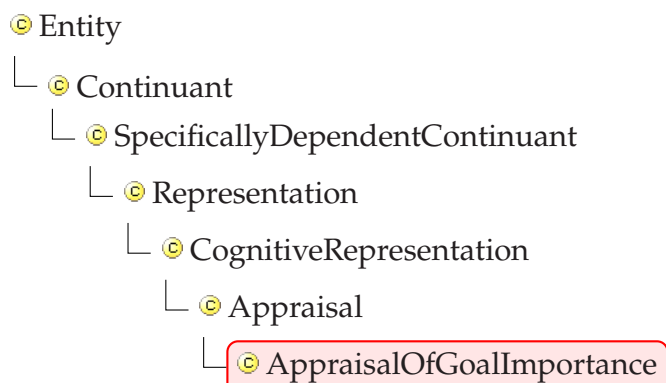 Entity
Continuant
SpecificallyDependentContinuant
Representation
CognitiveRepresentation
Appraisal
AppraisalOfGoalImportance